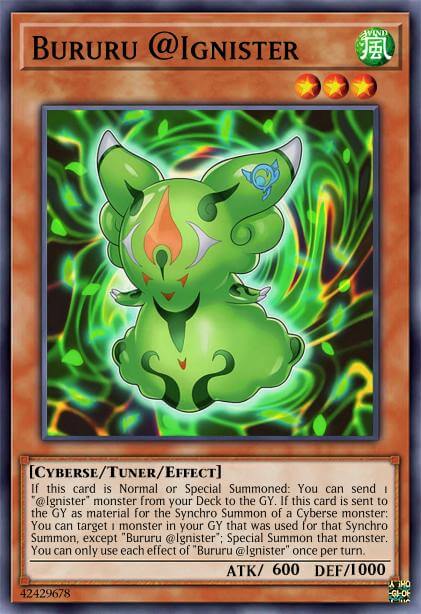 BURURU @IGNISTER
WIND
風
[CYBERSE/TUNER/EFFECT]
If this card is Normal or Special Summoned: You can send 1
"@Ignister" monster from your Deck to the GY. If this card is sent to
the GY as material for the Synchro Summon of a Cyberse monster:
You can target 1 monster in your GY that was used for that Synchro
Summon, except "Bururu @Ignister"; Special Summon that monster.
You can only use each effect of "Bururu @Ignister" once per turn.
ATK/ 600 DEF/1000
42429678